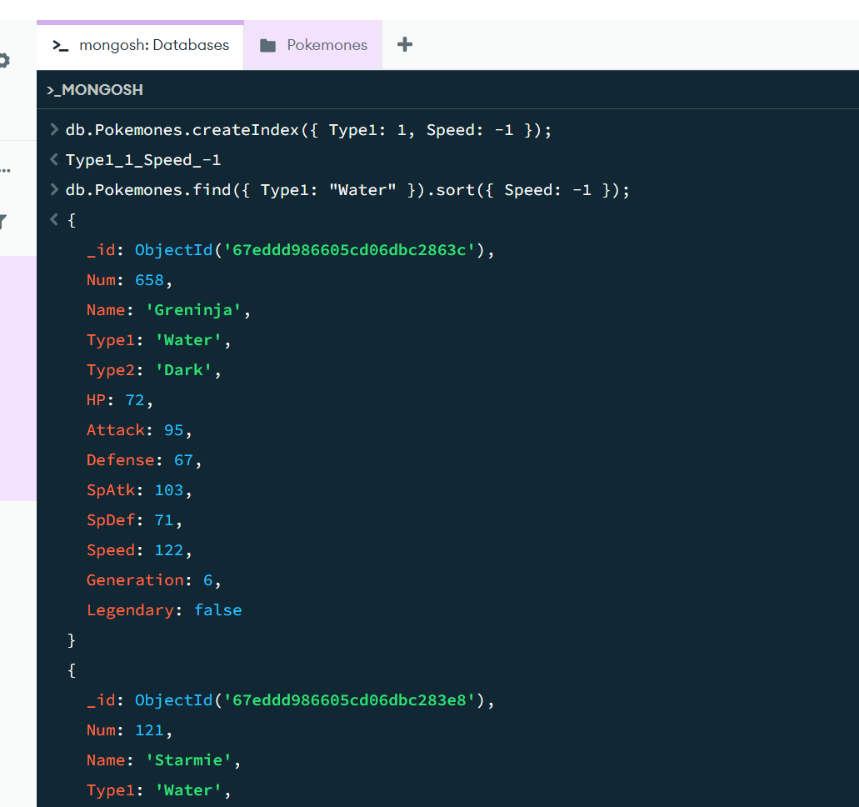 >_ mongosh: Databases Pokemones +
>_MONGOSH
> db.Pokemones.createIndex({ Type1: 1, Speed: -1 });
< Type1_1_Speed_-1
> db.Pokemones.find({ Type1: "Water" }).sort({ Speed: -1 });
< {
_id: ObjectId('67eddd986605cd06dbc2863c'),
Num: 658,
Name: 'Greninja',
Type1: 'Water',
Type2: 'Dark',
HP: 72,
Attack: 95,
Defense: 67,
SpAtk: 103,
SpDef: 71,
Speed: 122,
Generation: 6,
Legendary: false
}
{
_id: ObjectId('67eddd986605cd06dbc283e8'),
Num: 121,
Name: 'Starmie',
Type1: 'Water',